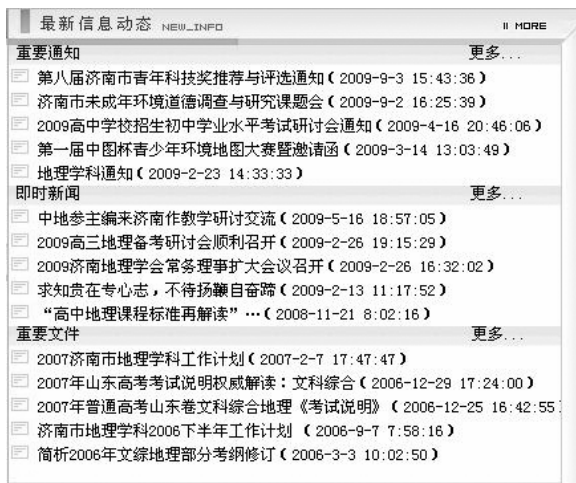 最新信息动态 NEW_INFO
MORE
重要通知 更多...
第八届济南市青年科技奖推荐与评选通知(2009-9-3 15:43:36)
济南市未成年环境道德调查与研究课题会(2009-9-2 16:25:39)
2009高中学校招生初中学业水平考试研讨会通知(2009-4-16 20:46:06)
第一届中图杯青少年环境地图大赛暨邀请函(2009-3-14 13:03:49)
地理学科通知(2009-2-23 14:33:33)
即时新闻 更多...
中地参主编来济南作教学研讨交流(2009-5-16 18:57:05)
2009高三地理备考研讨会顺利召开(2009-2-26 19:15:29)
2009济南地理学会常务理事扩大会议召开(2009-2-26 16:32:02)
求知贵在专心志，不待扬鞭自奋蹄(2009-2-13 11:17:52)
“高中地理课程标准再解读”…(2008-11-21 8:02:16)
重要文件 更多...
2007济南市地理学科工作计划(2007-2-7 17:47:47)
2007年山东高考考试说明权威解读：文科综合(2006-12-29 17:24:00)
2007年普通高考山东卷文科综合地理《考试说明》(2006-12-25 16:42:55
济南市地理学科2006下半年工作计划 (2006-9-7 7:58:16)
简析2006年文综地理部分考纲修订(2006-3-3 10:02:50)